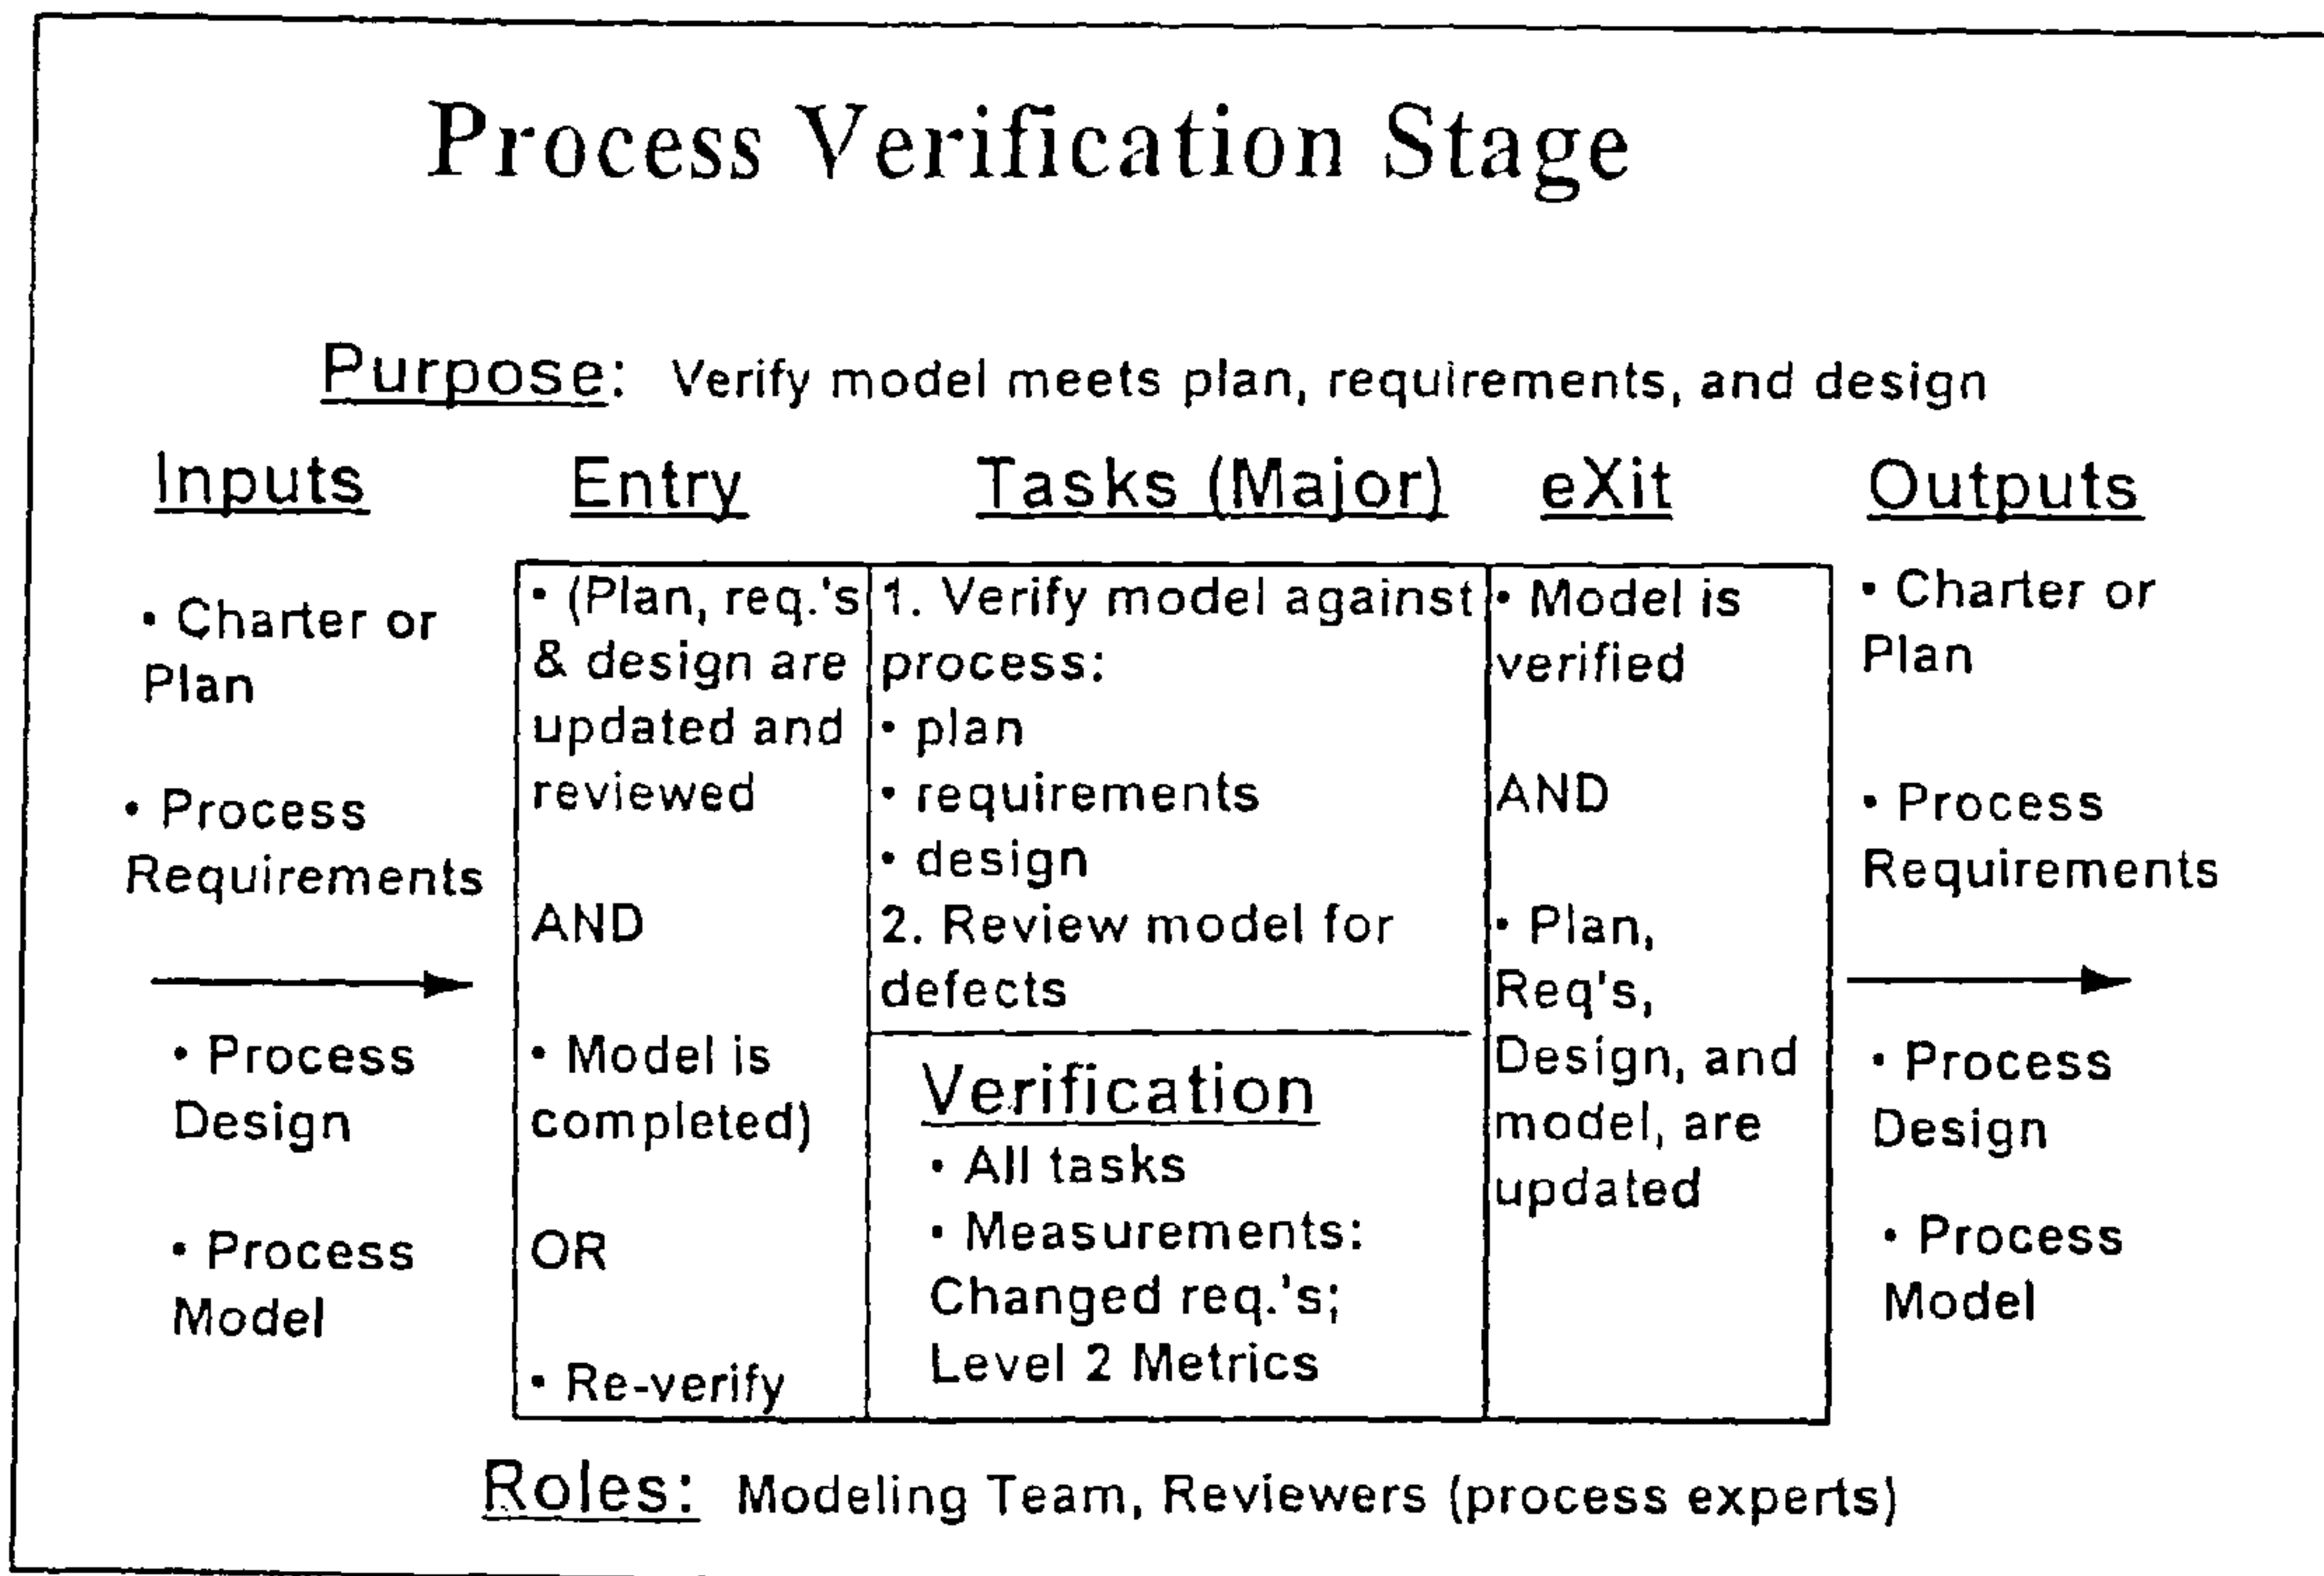 Process Verification Stage
Purpose: Verify model meets plan, requirements, and design
Inputs
• Charter or
Plan
• Process
Requirements
• Process
Design
• Process
Model
Entry
• (Plan, req.'s
& design are
updated and
reviewed
AND
• Model is
completed)
OR
• Re-verify
Tasks (Major)
1. Verify model against
process:
• plan
• requirements
• design
2. Review model for
defects
Verification
• All tasks
• Measurements:
Changed req.'s;
Level 2 Metrics
eXit
• Model is
verified
AND
• Plan,
Req's,
Design, and
model, are
updated
Outputs
• Charter or
Plan
• Process
Requirements
• Process
Design
• Process
Model
Roles: Modeling Team, Reviewers (process experts)